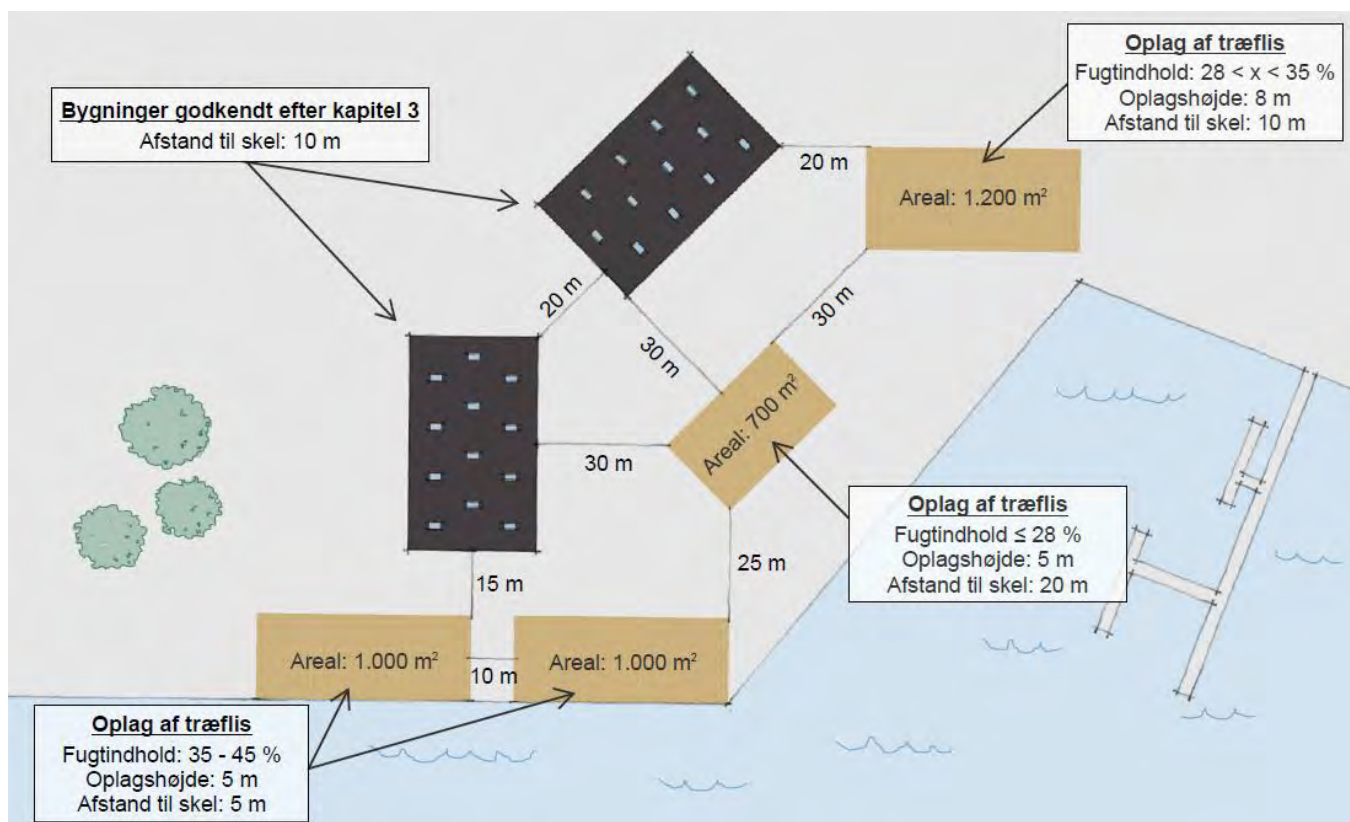 Oplag af træflis
Fugtindhold: 28 < x < 35 %
Oplagshøjde: 8 m
Afstand til skel: 10 m
Bygninger godkendt efter kapitel 3
Afstand til skel: 10 m
20 m
Areal: 1.200 m²
20 m
30 m
30 m
Areal: 700 m²
30 m
Oplag af træflis
Fugtindhold ≤ 28 %
Oplagshøjde: 5 m
Afstand til skel: 20 m
25 m
15 m
Areal: 1.000 m²
10 m
Areal: 1.000 m²
Oplag af træflis
Fugtindhold: 35 - 45 %
Oplagshøjde: 5 m
Afstand til skel: 5 m